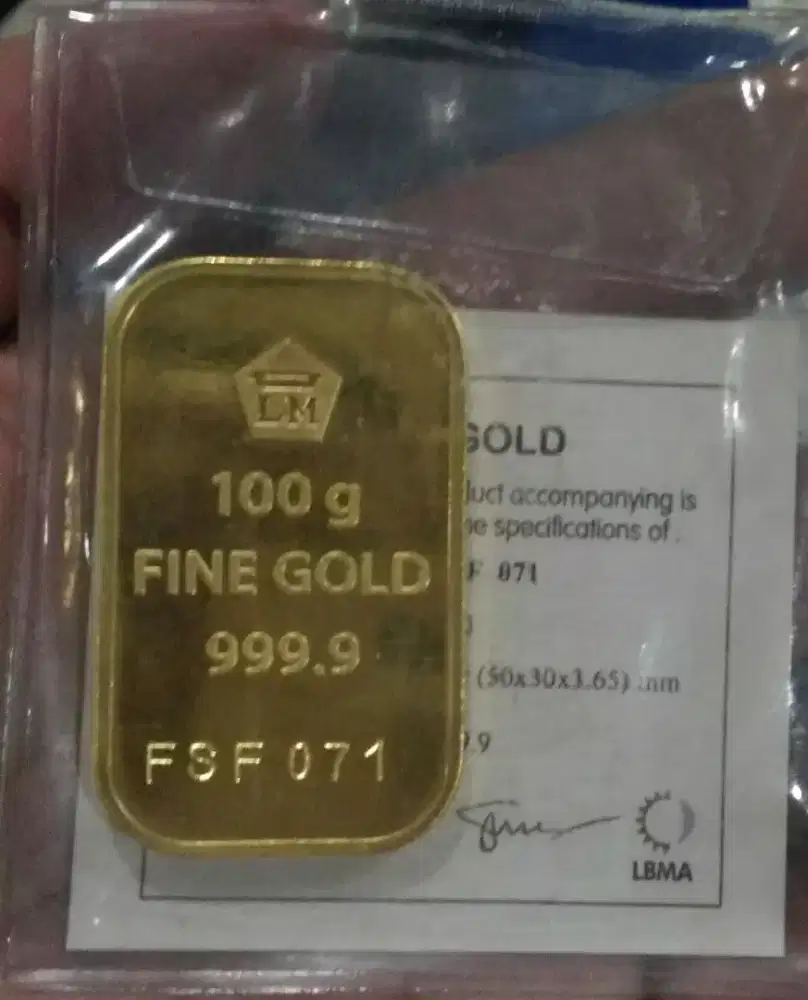 LM
100 g
FINE GOLD
999.9
FSF 071
GOLD
accompanying is
specifications of .
F 071
(50x30x3.65) mm
9.9
LBMA